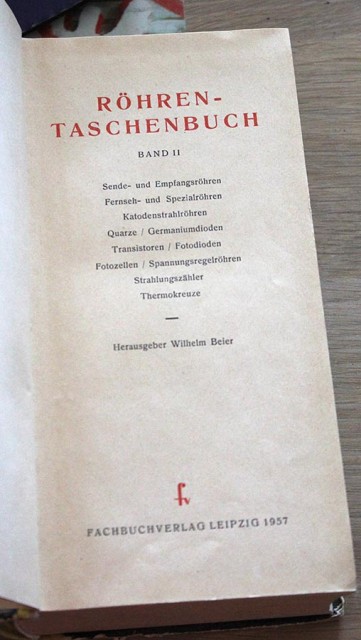 RÖHREN-
TASCHENBUCH
BAND II
Sende- und Empfangsröhren
Fernseh- und Spezialröhren
Katodenstrahlröhren
Quarze / Germaniumdioden
Transistoren / Fotodioden
Fotozellen / Spannungsregelröhren
Strahlungszähler
Thermokreuze
Herausgeber Wilhelm Beier
fv
FACHBUCHVERLAG LEIPZIG 1957